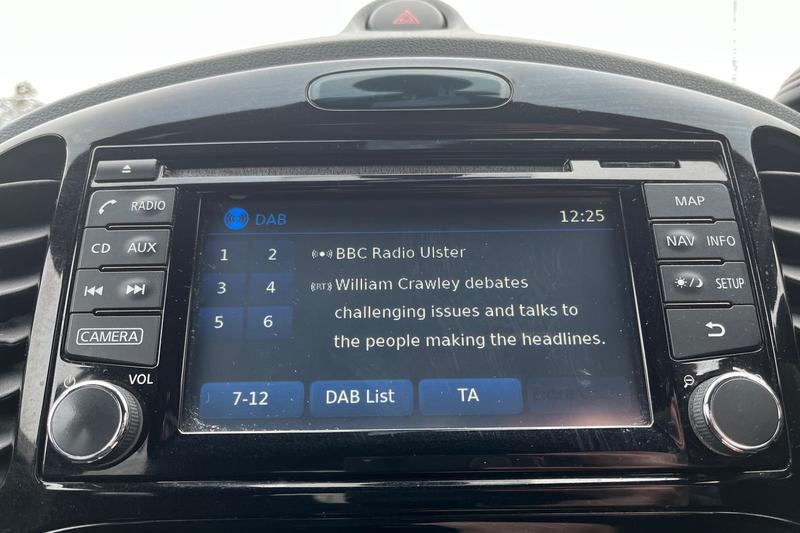 DAB 12:25
1 2 BBC Radio Ulster
3 4 (R.T) William Crawley debates
challenging issues and talks to
5 6
the people making the headlines.
7-12 DAB List TA
RADIO
CD AUX
CAMERA
VOL
MAP
NAV INFO
SETUP